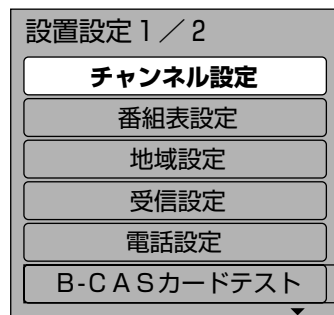 設置設定１／２
チャンネル設定
番組表設定
地域設定
受信設定
電話設定
Ｂ-ＣＡＳカードテスト